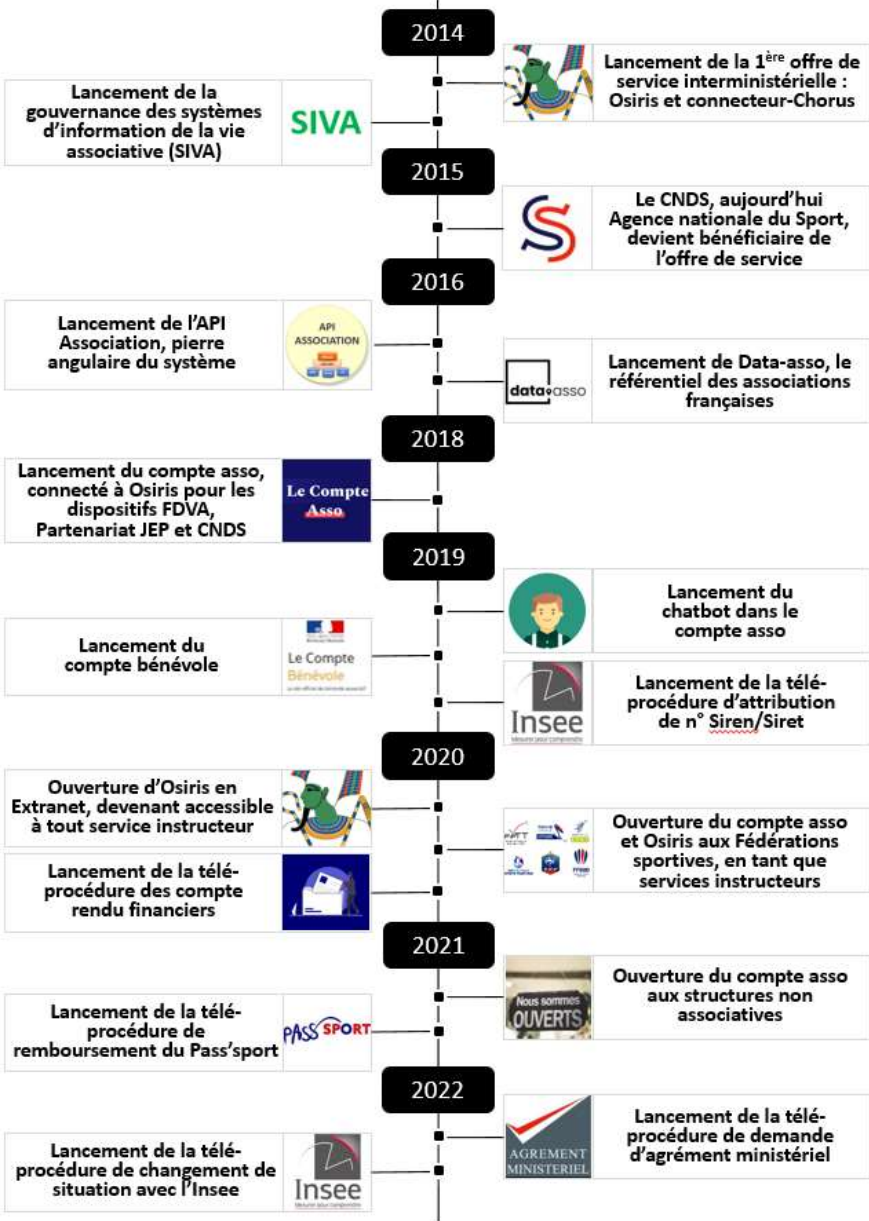 2014
Lancement de la 1ère offre de
service interministérielle :
Osiris et connecteur-Chorus
Lancement de la
gouvernance des systèmes
d'information de la vie
associative (SIVA)
SIVA
2015
Le CNDS, aujourd'hui
Agence nationale du Sport,
devient bénéficiaire de
l'offre de service
2016
Lancement de l'API
Association, pierre
angulaire du système
API
ASSOCIATION
data asso
Lancement de Data-asso, le
référentiel des associations
françaises
2018
Lancement du compte asso,
connecté à Osiris pour les
dispositifs FDVA,
Partenariat JEP et CNDS
Le Compte
Asso
2019
Lancement du
chatbot dans le
compte asso
Lancement du
compte bénévole
Le Compte
Bénévole
Insee
Mesurer pour comprendre
Lancement de la télé-
procédure d'attribution
de n° Siren/Siret
2020
Ouverture d'Osiris en
Extranet, devenant accessible
à tout service instructeur
Ouverture du compte asso
et Osiris aux Fédérations
sportives, en tant que
services instructeurs
Lancement de la télé-
procédure des compte
rendu financiers
2021
Nous sommes
OUVERTS
Ouverture du compte asso
aux structures non
associatives
Lancement de la télé-
procédure de
remboursement du Pass'sport
PASS SPORT
2022
AGREMENT
MINISTERIEL
Lancement de la télé-
procédure de demande
d'agrément ministériel
Lancement de la télé-
procédure de changement de
situation avec l'Insee
Insee
Mesurer pour comprendre